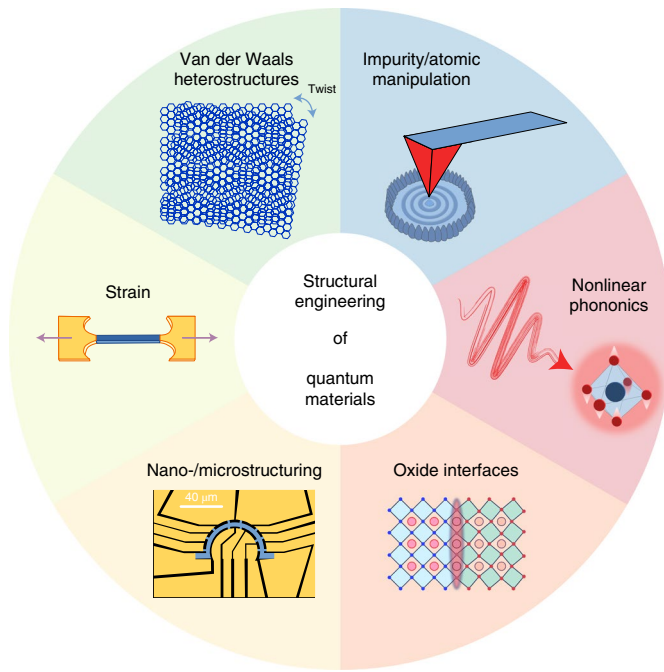 Van der Waals
heterostructures
Twist
Impurity/atomic
manipulation
Strain
Structural
engineering
of
quantum
materials
Nonlinear
phononics
Nano-/microstructuring
40 µm
Oxide interfaces